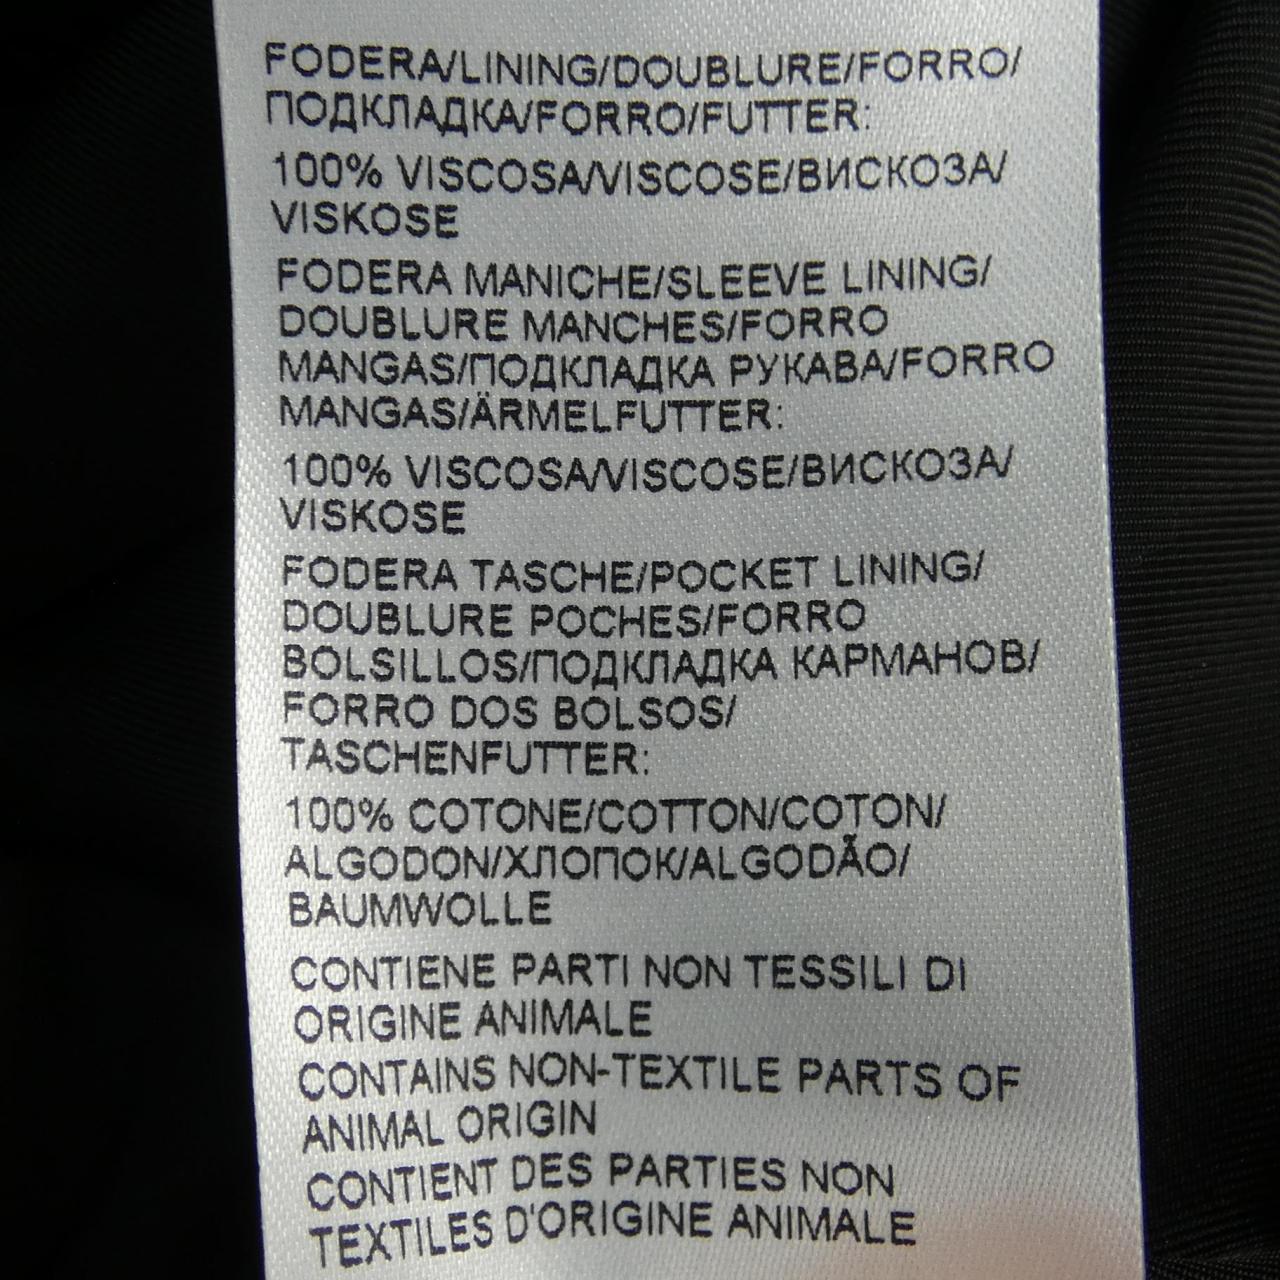 FODERA/LINING/DOUBLURE/FORRO/
ПОДКЛАДКА/FORRO/FUTTER:
100% VISCOSA/VISCOSE/ВИСКОЗА/
VISKOSE
FODERA MANICHE/SLEEVE LINING/
DOUBLURE MANCHES/FORRO
MANGAS/ПОДКЛАДКА РУКАВА/FORRO
MANGAS/ÄRMELFUTTER:
100% VISCOSA/VISCOSE/ВИСКОЗА/
VISKOSE
FODERA TASCHE/POCKET LINING/
DOUBLURE POCHES/FORRO
BOLSILLOS/ПОДКЛАДКА КАРМАНОВ/
FORRO DOS BOLSOS/
TASCHENFUTTER:
100% COTONE/COTTON/COTON/
ALGODON/ХЛОПОК/ALGODÃO/
BAUMWOLLE
CONTIENE PARTI NON TESSILI DI
ORIGINE ANIMALE
CONTAINS NON-TEXTILE PARTS OF
ANIMAL ORIGIN
CONTIENT DES PARTIES NON
TEXTILES D'ORIGINE ANIMALE